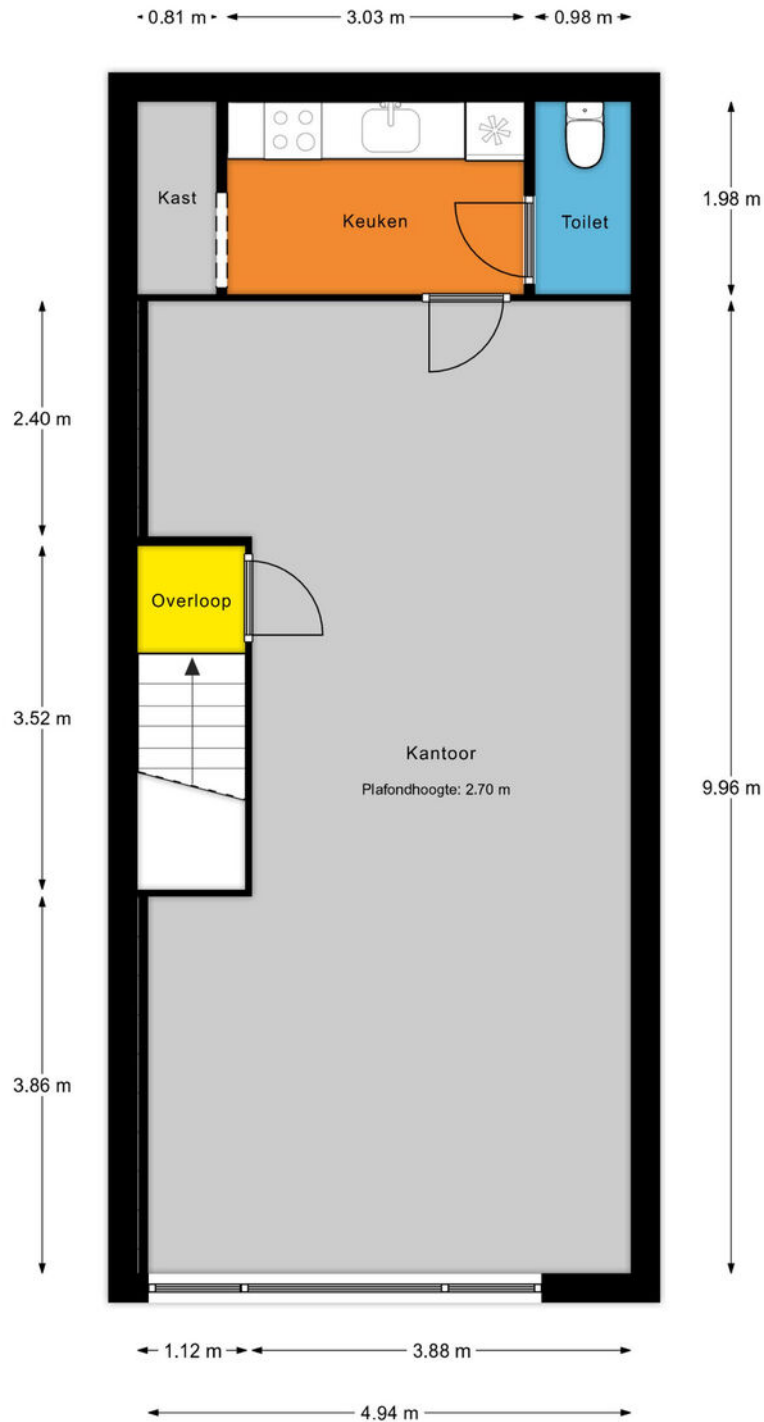 0.81 m 3.03 m 0.98 m
Kast
Keuken
Toilet
1.98 m
2.40 m
Overloop
3.52 m
Kantoor
Plafondhoogte: 2.70 m
9.96 m
3.86 m
1.12 m 3.88 m
4.94 m